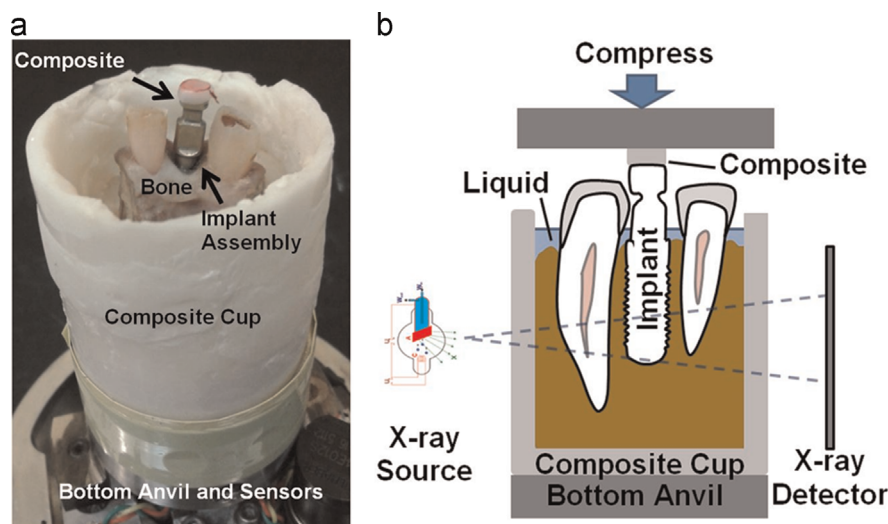 a
Composite
Bone
Implant
Assembly
Composite Cup
Bottom Anvil and Sensors
b
Compress
Composite
Liquid
Implant
X-ray
Source
Composite Cup
Bottom Anvil
X-ray
Detector